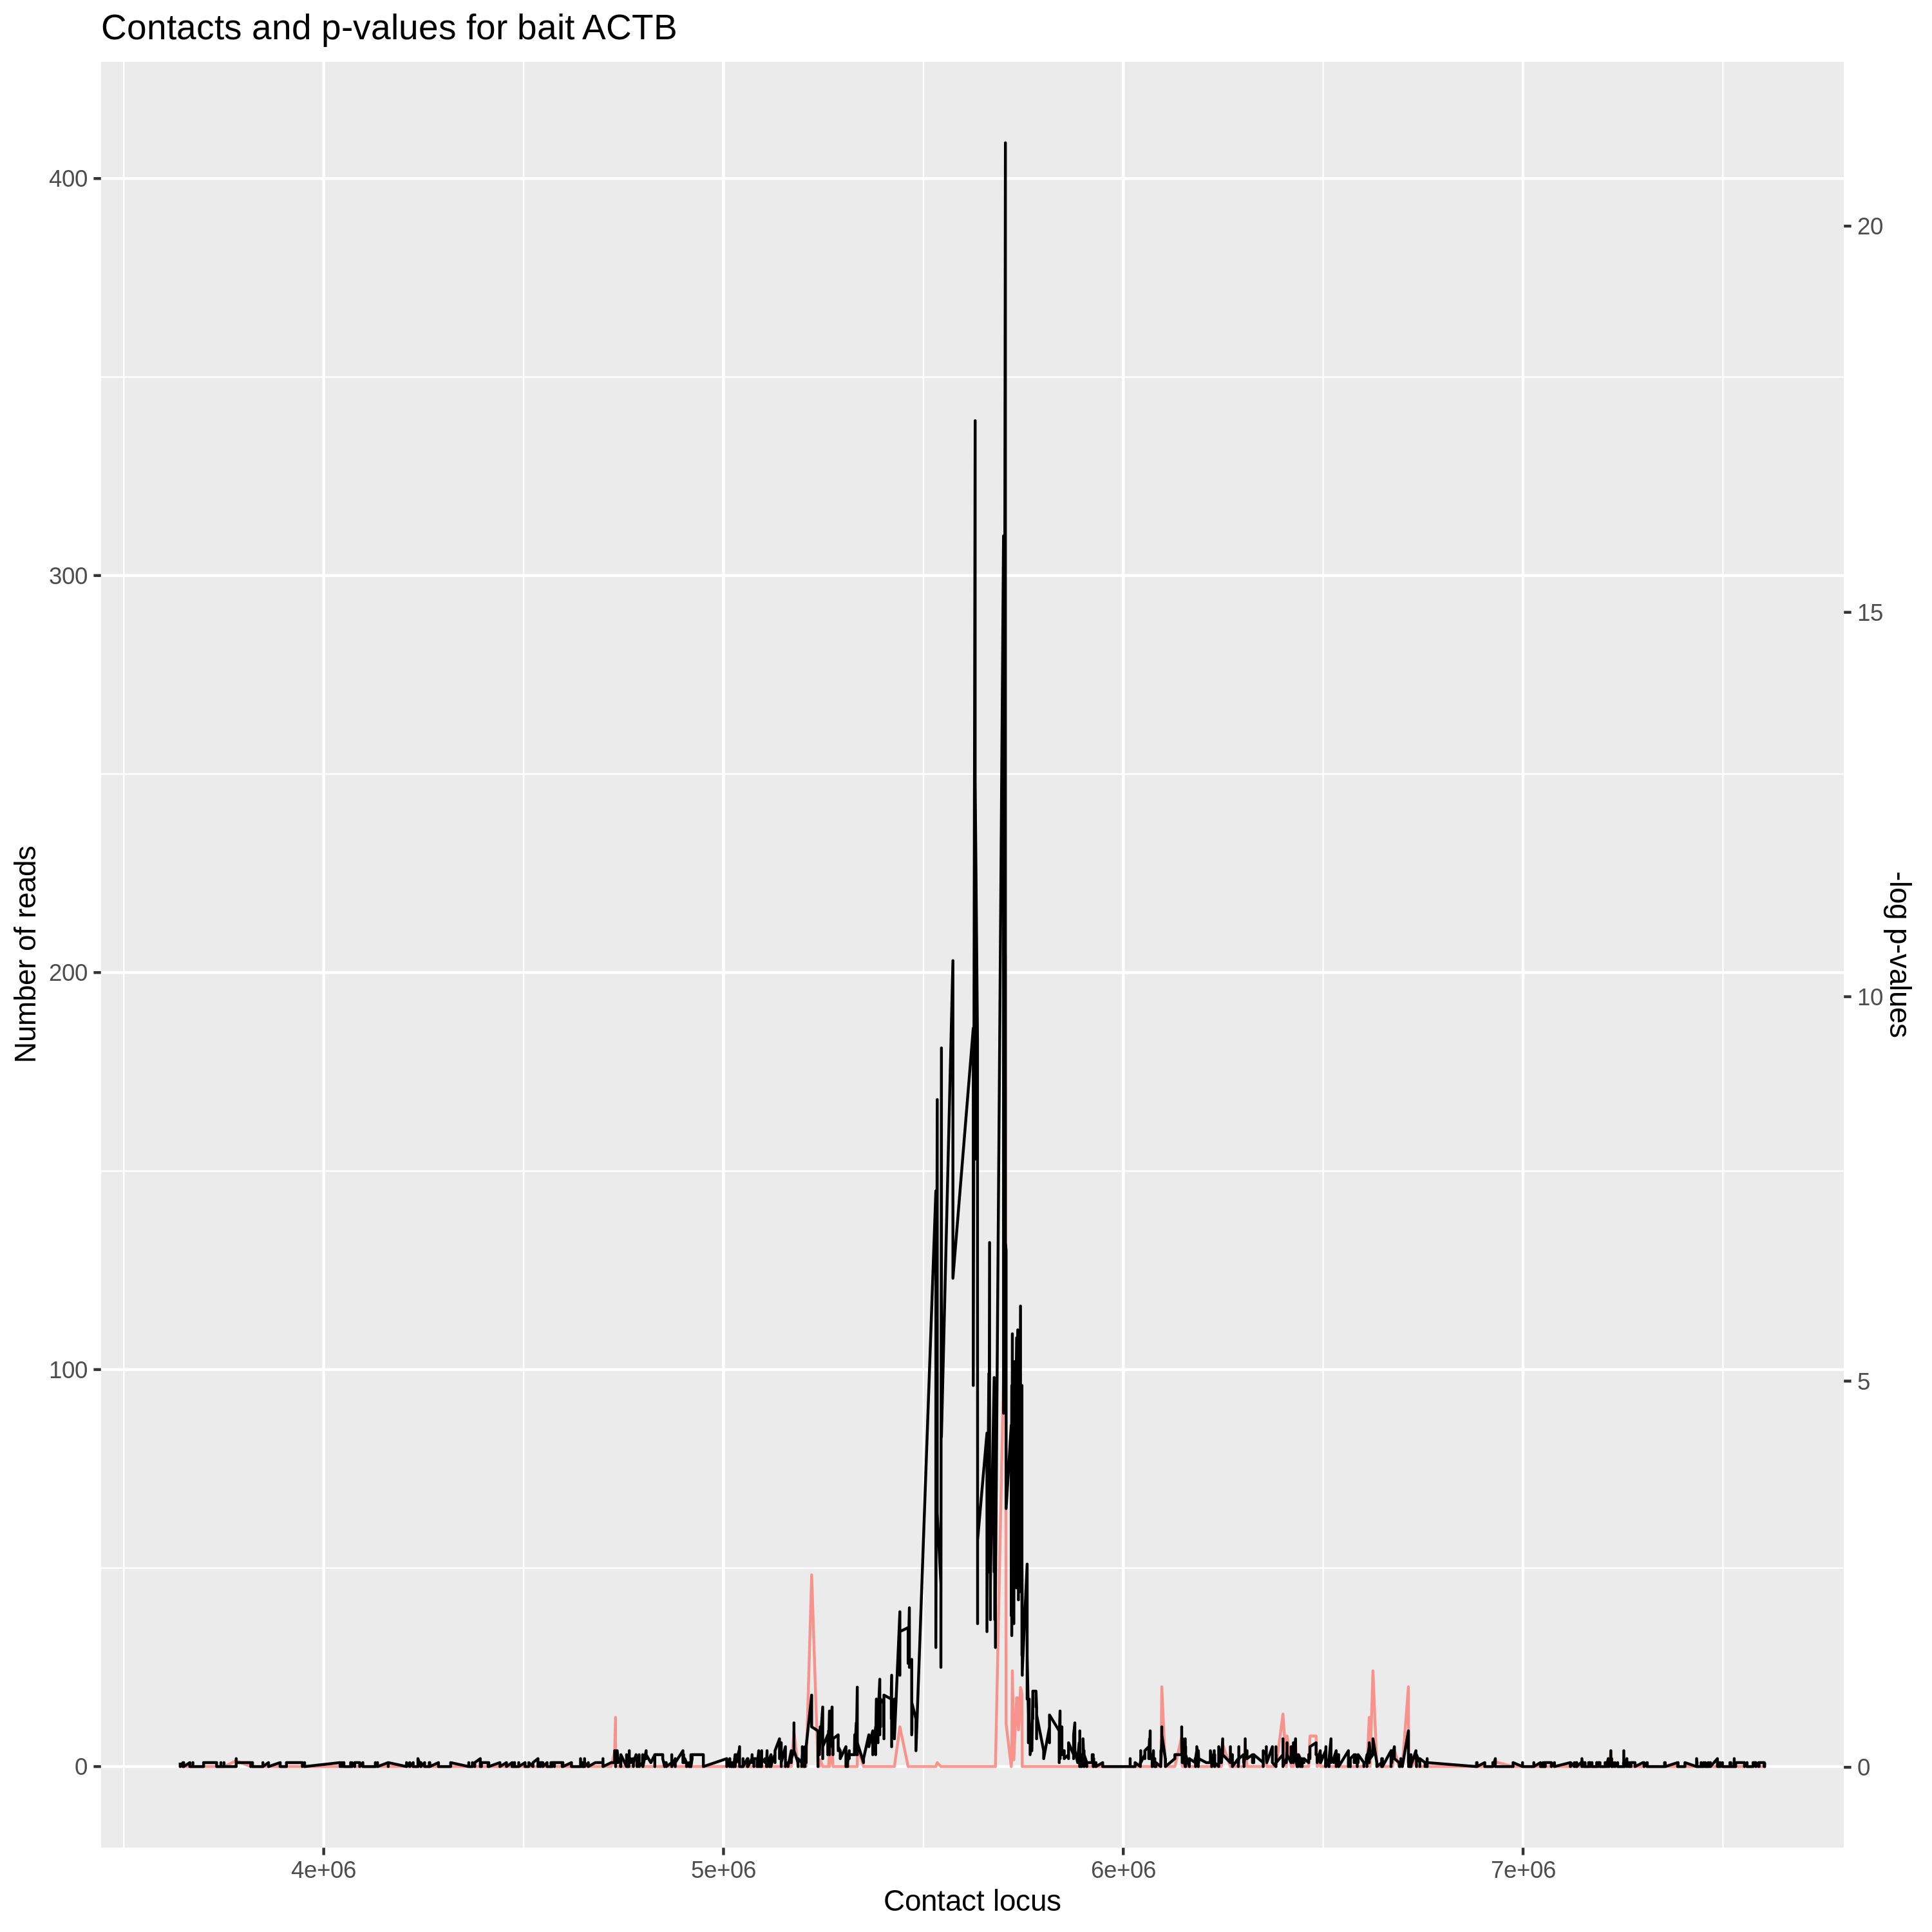 Contacts and p-values for bait ACTB
400
300
200
100
0
20
15
10
5
0
Number of reads
-log p-values
4e+06
5e+06
6e+06
7e+06
Contact locus